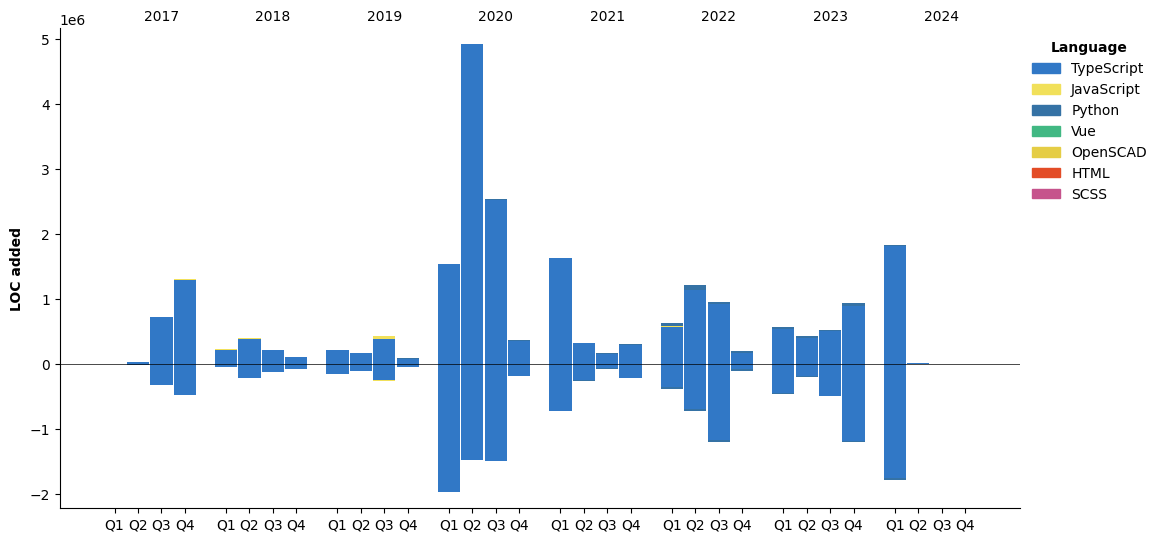 2017 2018 2019 2020 2021 2022 2023 2024
1e6
Language
TypeScript
JavaScript
Python
Vue
OpenSCAD
HTML
SCSS
LOC added
5
4
3
2
1
0
−1
−2
Q1 Q2 Q3 Q4 Q1 Q2 Q3 Q4 Q1 Q2 Q3 Q4 Q1 Q2 Q3 Q4 Q1 Q2 Q3 Q4 Q1 Q2 Q3 Q4 Q1 Q2 Q3 Q4 Q1 Q2 Q3 Q4